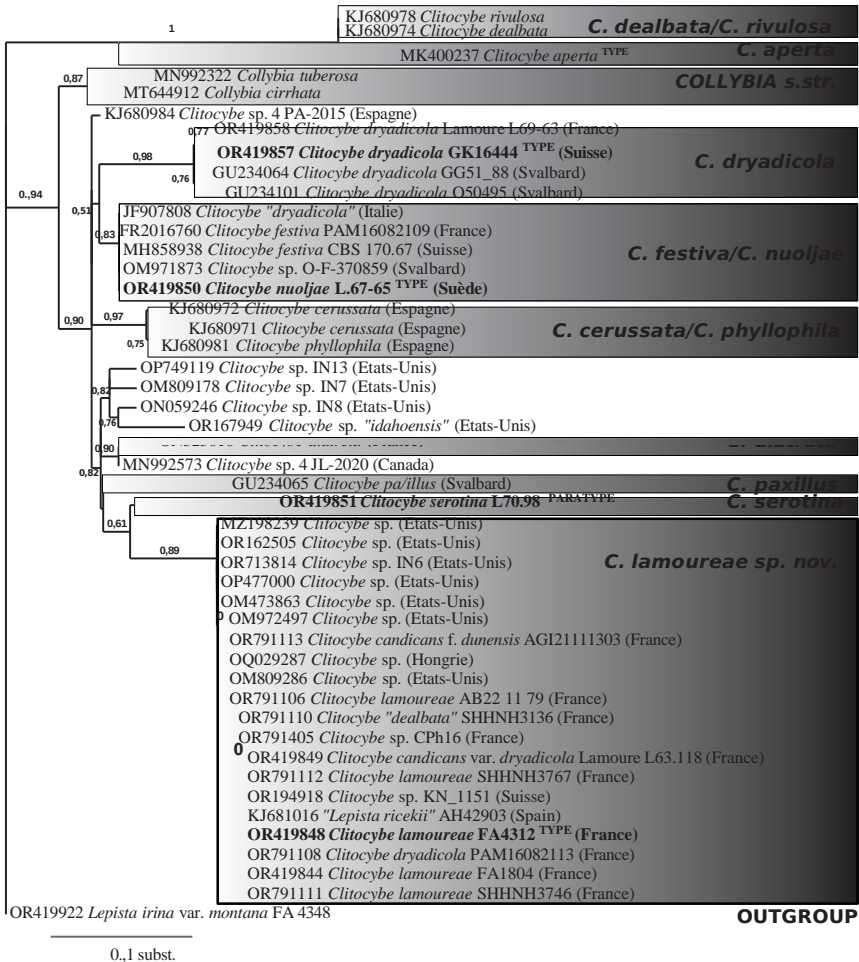 1
KJ680978 Clitocybe rivulosa
KJ680974 Clitocybe dealbata
C. dealbata/C. rivulosa
MK400237 Clitocybe aperta TYPE
C. aperta
0,87
MN992322 Collybia tuberosa
MT644912 Collybia cirrhata
COLLYBIA s.str.
KJ680984 Clitocybe sp. 4 PA-2015 (Espagne)
0,77
OR419858 Clitocybe dryadicola Lamoure L69-63 (France)
0,98
OR419857 Clitocybe dryadicola GK16444 TYPE (Suisse)
C. dryadicola
GU234064 Clitocybe dryadicola GG51_88 (Svalbard)
0,76
GU234101 Clitocybe dryadicola O50495 (Svalbard)
0.,94
0,51
JF907808 Clitocybe "dryadicola" (Italie)
FR2016760 Clitocybe festiva PAM16082109 (France)
0,83
MH858938 Clitocybe festiva CBS 170.67 (Suisse)
C. festiva/C. nuoljae
OM971873 Clitocybe sp. O-F-370859 (Svalbard)
OR419850 Clitocybe nuoljae L.67-65 TYPE (Suède)
KJ680972 Clitocybe cerussata (Espagne)
0,97
0,90
KJ680971 Clitocybe cerussata (Espagne)
C. cerussata/C. phyllophila
0,75
KJ680981 Clitocybe phyllophila (Espagne)
OP749119 Clitocybe sp. IN13 (Etats-Unis)
OM809178 Clitocybe sp. IN7 (Etats-Unis)
0,82
ON059246 Clitocybe sp. IN8 (Etats-Unis)
0,76
OR167949 Clitocybe sp. "idahoensis" (Etats-Unis)
0,90
MN992573 Clitocybe sp. 4 JL-2020 (Canada)
0,82
GU234065 Clitocybe pa/illus (Svalbard)
C. paxillus
OR419851 Clitocybe serotina L70.98 PARATYPE
C. serotina
0,61
MZ198239 Clitocybe sp. (Etats-Unis)
OR162505 Clitocybe sp. (Etats-Unis)
0,89
OR713814 Clitocybe sp. IN6 (Etats-Unis)
C. lamoureae sp. nov.
OP477000 Clitocybe sp. (Etats-Unis)
OM473863 Clitocybe sp. (Etats-Unis)
0
OM972497 Clitocybe sp. (Etats-Unis)
OR791113 Clitocybe candicans f. dunensis AGI21111303 (France)
OQ029287 Clitocybe sp. (Hongrie)
OM809286 Clitocybe sp. (Etats-Unis)
OR791106 Clitocybe lamoureae AB22 11 79 (France)
OR791110 Clitocybe "dealbata" SHHNH3136 (France)
OR791405 Clitocybe sp. CPh16 (France)
0
OR419849 Clitocybe candicans var. dryadicola Lamoure L63.118 (France)
OR791112 Clitocybe lamoureae SHHNH3767 (France)
OR194918 Clitocybe sp. KN_1151 (Suisse)
KJ681016 "Lepista ricekii" AH42903 (Spain)
OR419848 Clitocybe lamoureae FA4312 TYPE (France)
OR791108 Clitocybe dryadicola PAM16082113 (France)
OR419844 Clitocybe lamoureae FA1804 (France)
OR791111 Clitocybe lamoureae SHHNH3746 (France)
OR419922 Lepista irina var. montana FA 4348
OUTGROUP
0.,1 subst.